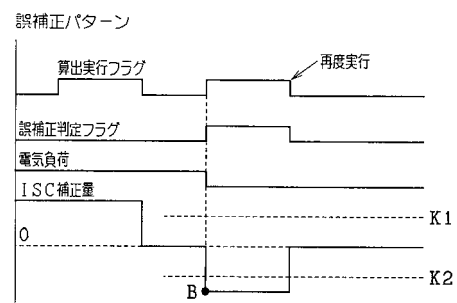 誤補正パターン
算出実行フラグ
再度実行
誤補正判定フラグ
電気負荷
ISC補正量
K1
0
K2
B